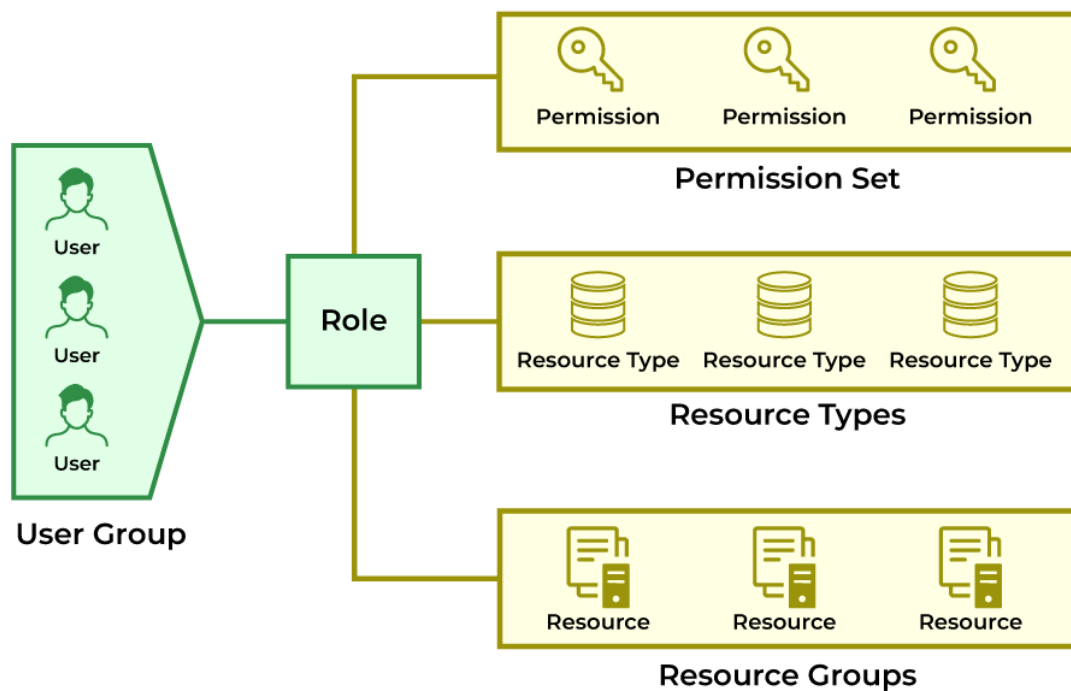 Permission Permission Permission
Permission Set
User
User
User
User Group
Role
Resource Type Resource Type Resource Type
Resource Types
Resource Resource Resource
Resource Groups